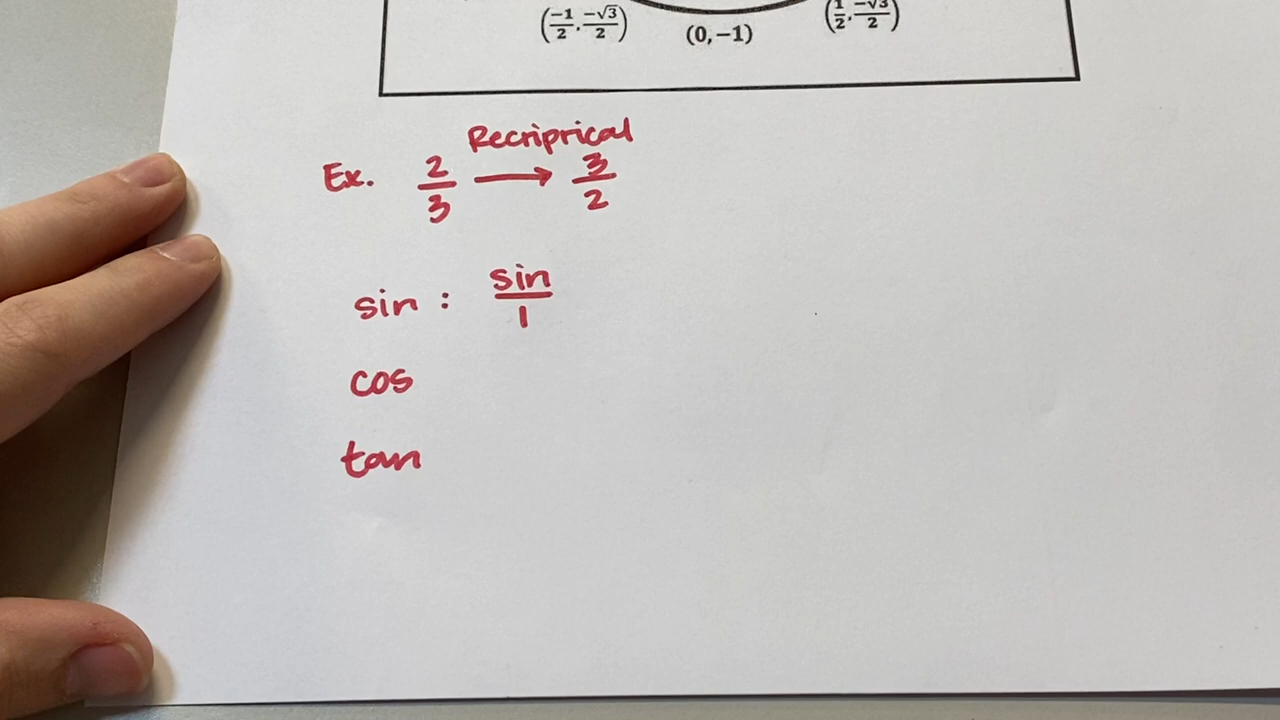 (-1/2, -√3/2) (0, -1) (1/2, -√3/2)
Recriprical
Ex. 2/3 → 3/2
sin : sin/1
cos
tan